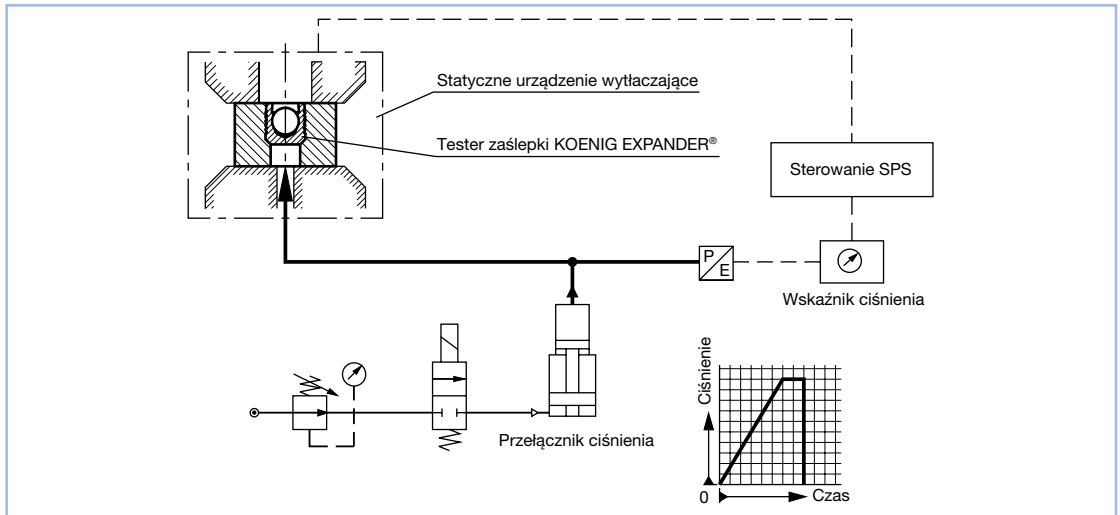 Statyczne urządzenie wytłaczające
Tester zaślepki KOENIG EXPANDER®
Sterowanie SPS
P
E
Wskaźnik ciśnienia
Przełącznik ciśnienia
Ciśnienie
0
Czas